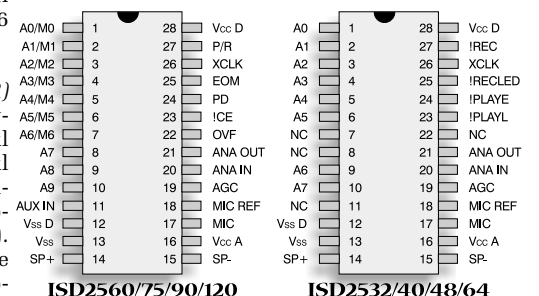 A0/M0 1 28 Vcc D A0 1 28 Vcc D
A1/M1 2 27 P/R A1 2 27 !REC
A2/M2 3 26 XCLK A2 3 26 XCLK
A3/M3 4 25 EOM A3 4 25 !RECLED
A4/M4 5 24 PD A4 5 24 !PLAYE
A5/M5 6 23 !CE A5 6 23 !PLAYL
A6/M6 7 22 OVF NC 7 22 NC
A7 8 21 ANA OUT NC 8 21 ANA OUT
A8 9 20 ANA IN A6 9 20 ANA IN
A9 10 19 AGC A7 10 19 AGC
AUX IN 11 18 MIC REF NC 11 18 MIC REF
Vss D 12 17 MIC Vss D 12 17 MIC
Vss 13 16 Vcc A Vss 13 16 Vcc A
SP+ 14 15 SP- SP+ 14 15 SP-
ISD2560/75/90/120 ISD2532/40/48/64